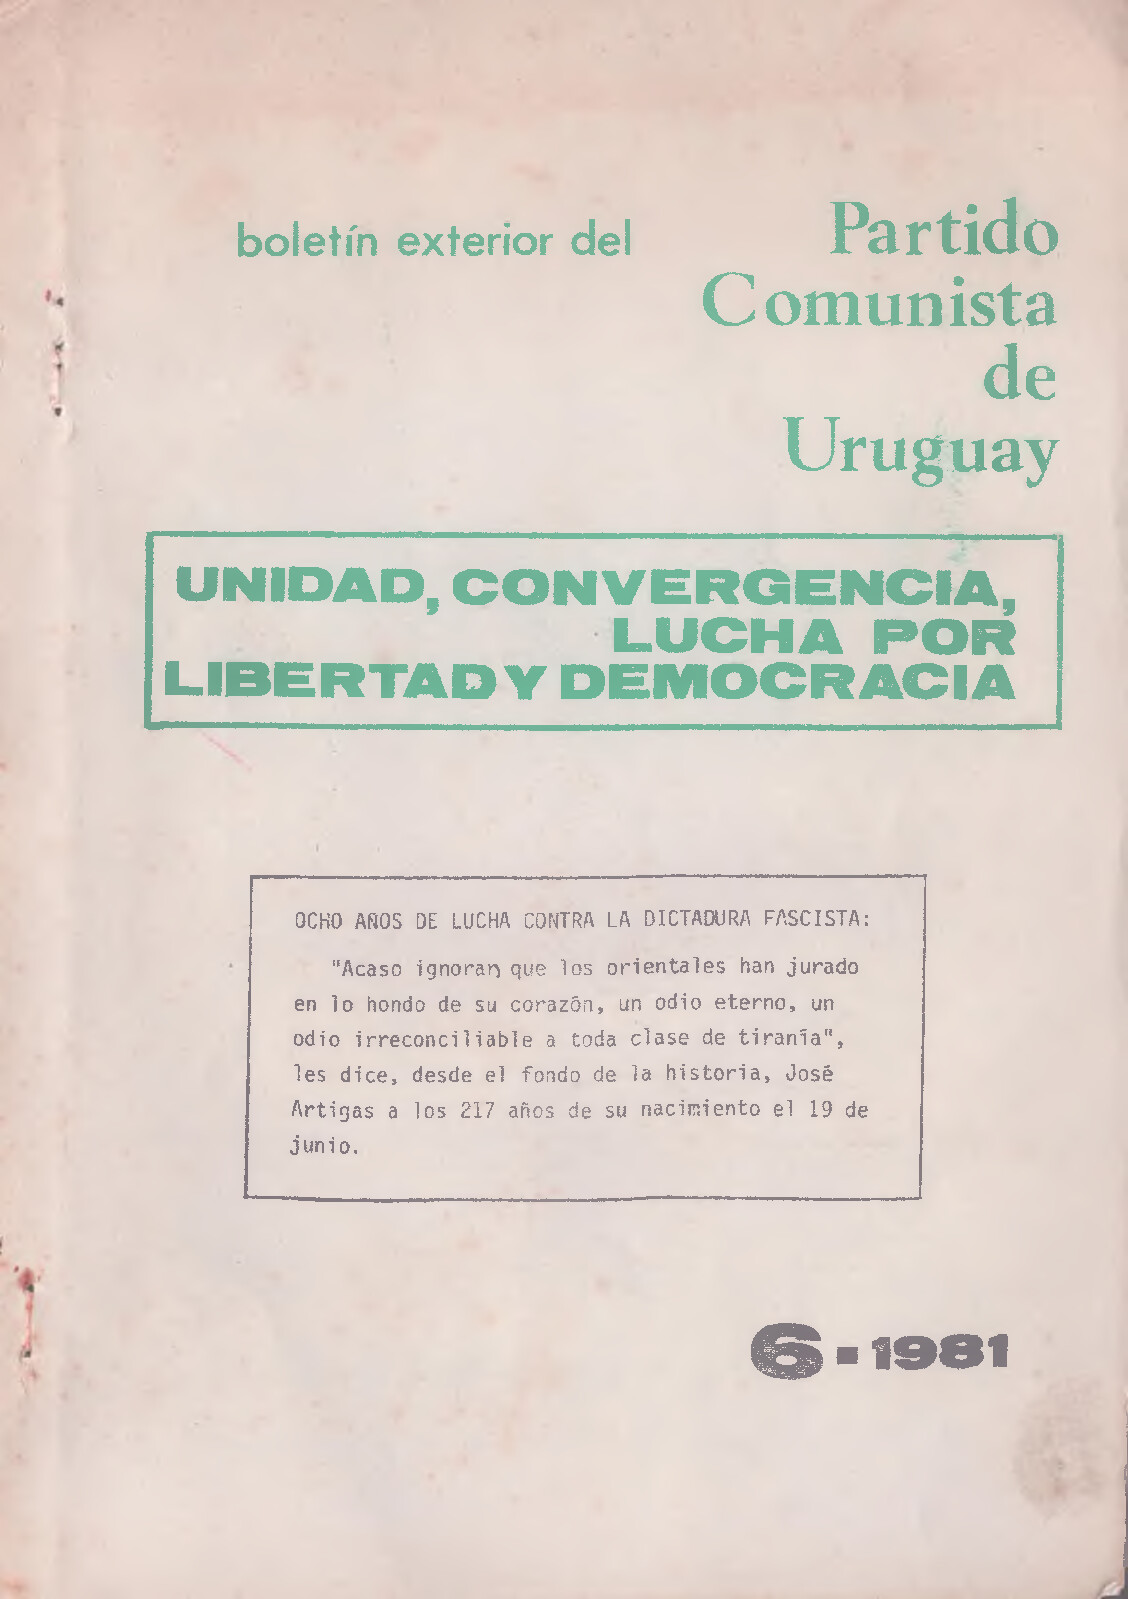 boletín exterior del
Partido
Comunista
de
Uruguay
UNIDAD, CONVERGENCIA,
LUCHA POR
LIBERTAD Y DEMOCRACIA
OCHO AÑOS DE LUCHA CONTRA LA DICTADURA FASCISTA:
"Acaso ignoran que los orientales han jurado
en lo hondo de su corazón, un odio eterno, un
odio irreconciliable a toda clase de tiranía",
les dice, desde el fondo de la historia, José
Artigas a los 217 años de su nacimiento el 19 de
junio.
6-1981